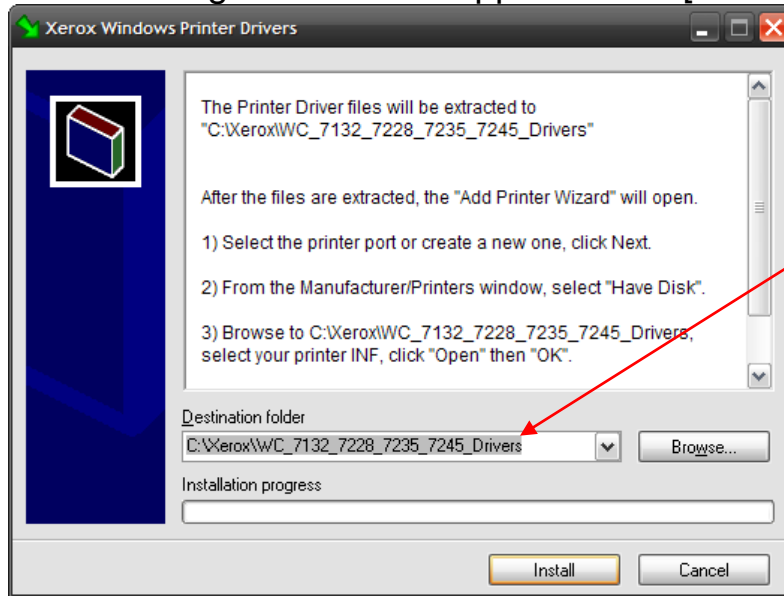 Xerox Windows Printer Drivers
The Printer Driver files will be extracted to
"C:\Xerox\WC_7132_7228_7235_7245_Drivers"
After the files are extracted, the "Add Printer Wizard" will open.
1) Select the printer port or create a new one, click Next.
2) From the Manufacturer/Printers window, select "Have Disk".
3) Browse to C:\Xerox\WC_7132_7228_7235_7245_Drivers,
select your printer INF, click "Open" then "OK".
Destination folder
C:\Xerox\WC_7132_7228_7235_7245_Drivers
Browse...
Installation progress
Install
Cancel